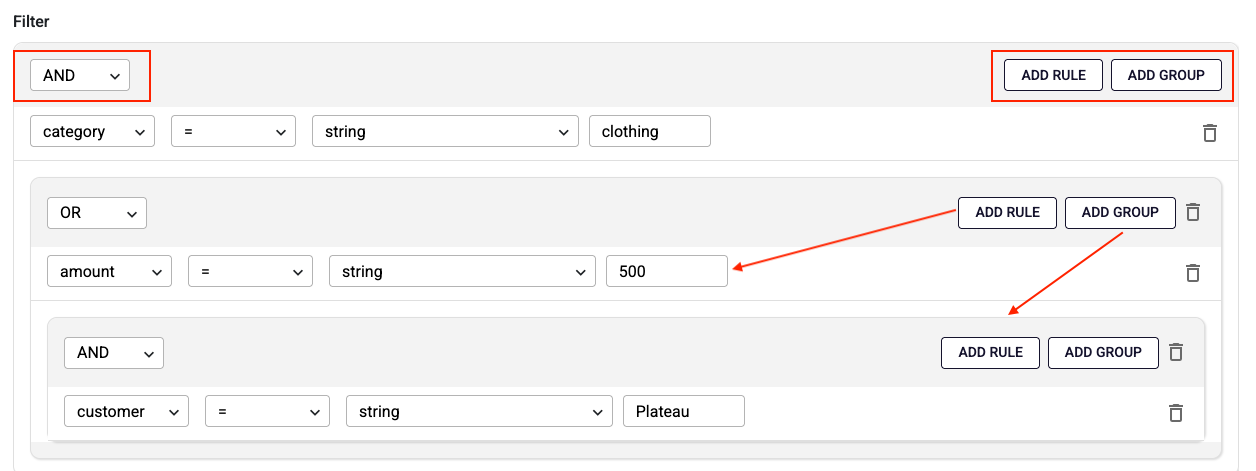 Filter
AND ADD RULE ADD GROUP
category = string clothing
OR ADD RULE ADD GROUP
amount = string 500
AND ADD RULE ADD GROUP
customer = string Plateau